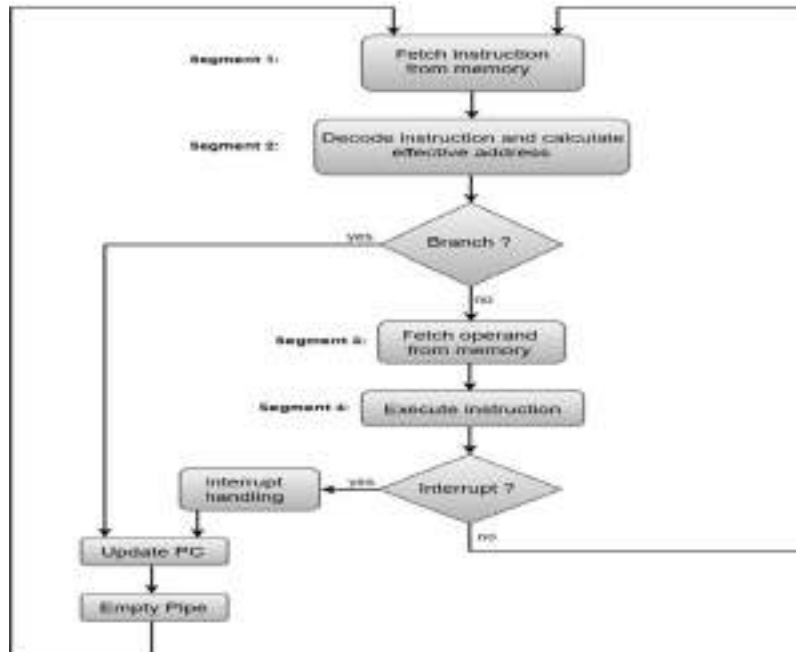 Segment 1:
Fetch instruction
from memory
Segment 2:
Decode instruction and calculate
effective address
Branch ?
yes
no
Segment 3:
Fetch operand
from memory
Segment 4:
Execute instruction
Interrupt ?
yes
Interrupt
handling
no
Update PC
Empty Pipe